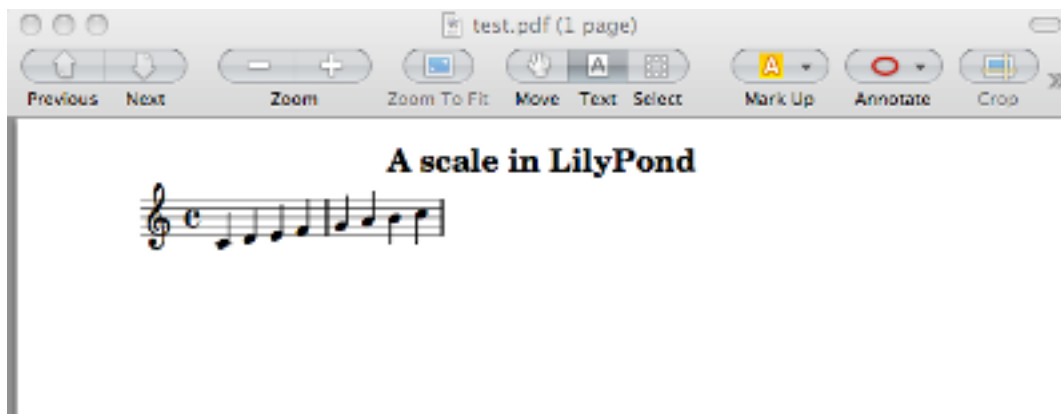 test.pdf (1 page)
A
A
Previous Next Zoom Zoom To Fit Move Text Select Mark Up Annotate Crop
A scale in LilyPond